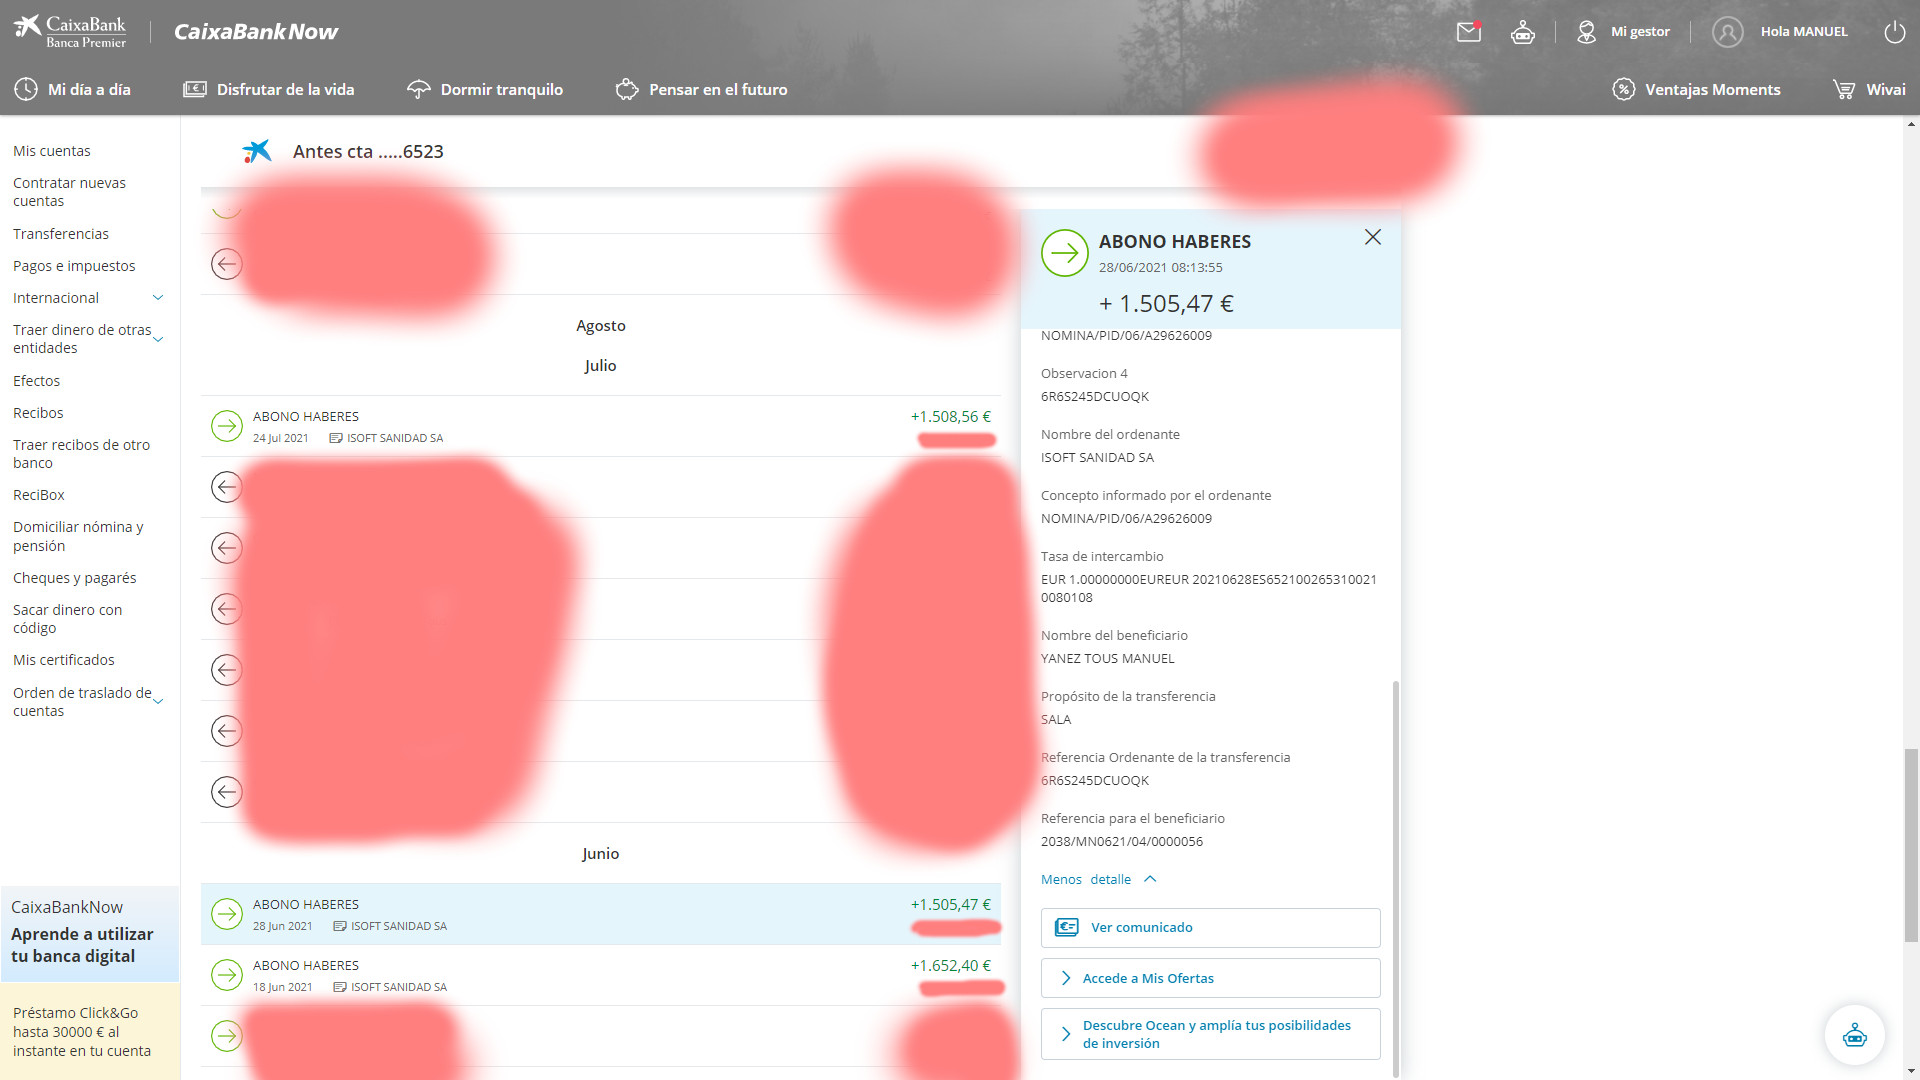 CaixaBank
Banca Premier
CaixaBankNow
Mi gestor
Hola MANUEL
Mi día a día
Disfrutar de la vida
Dormir tranquilo
Pensar en el futuro
Ventajas Moments
Wivai
Mis cuentas
Contratar nuevas
cuentas
Transferencias
Pagos e impuestos
Internacional
Traer dinero de otras
entidades
Efectos
Recibos
Traer recibos de otro
banco
ReciBox
Domiciliar nómina y
pensión
Cheques y pagarés
Sacar dinero con
código
Mis certificados
Orden de traslado de
cuentas
CaixaBankNow
Aprende a utilizar
tu banca digital
Préstamo Click&Go
hasta 30000 € al
instante en tu cuenta
Antes cta .....6523
Agosto
Julio
ABONO HABERES
+1.508,56 €
24 Jul 2021
ISOFT SANIDAD SA
Junio
ABONO HABERES
+1.505,47 €
28 Jun 2021
ISOFT SANIDAD SA
ABONO HABERES
+1.652,40 €
18 Jun 2021
ISOFT SANIDAD SA
ABONO HABERES
28/06/2021 08:13:55
+ 1.505,47 €
NOMINA/PID/06/A29626009
Observacion 4
6R6S245DCUOQK
Nombre del ordenante
ISOFT SANIDAD SA
Concepto informado por el ordenante
NOMINA/PID/06/A29626009
Tasa de intercambio
EUR 1.00000000EUREUR 20210628ES652100265310021
0080108
Nombre del beneficiario
YANEZ TOUS MANUEL
Propósito de la transferencia
SALA
Referencia Ordenante de la transferencia
6R6S245DCUOQK
Referencia para el beneficiario
2038/MN0621/04/0000056
Menos detalle
Ver comunicado
Accede a Mis Ofertas
Descubre Ocean y amplía tus posibilidades
de inversión